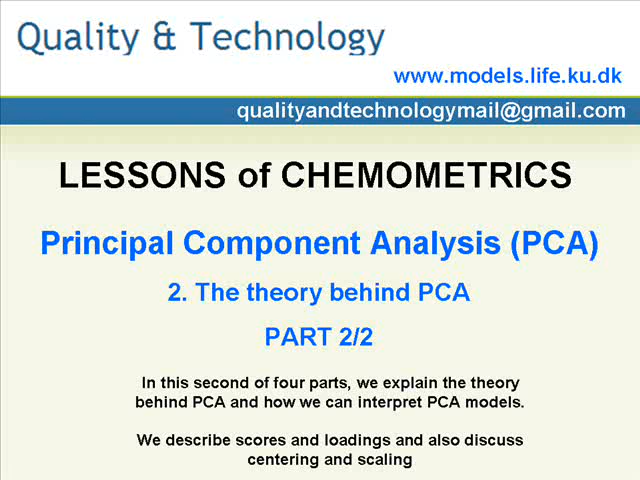 Quality & Technology
www.models.life.ku.dk
qualityandtechnologymail@gmail.com
LESSONS of CHEMOMETRICS
Principal Component Analysis (PCA)
2. The theory behind PCA
PART 2/2
In this second of four parts, we explain the theory
behind PCA and how we can interpret PCA models.
We describe scores and loadings and also discuss
centering and scaling